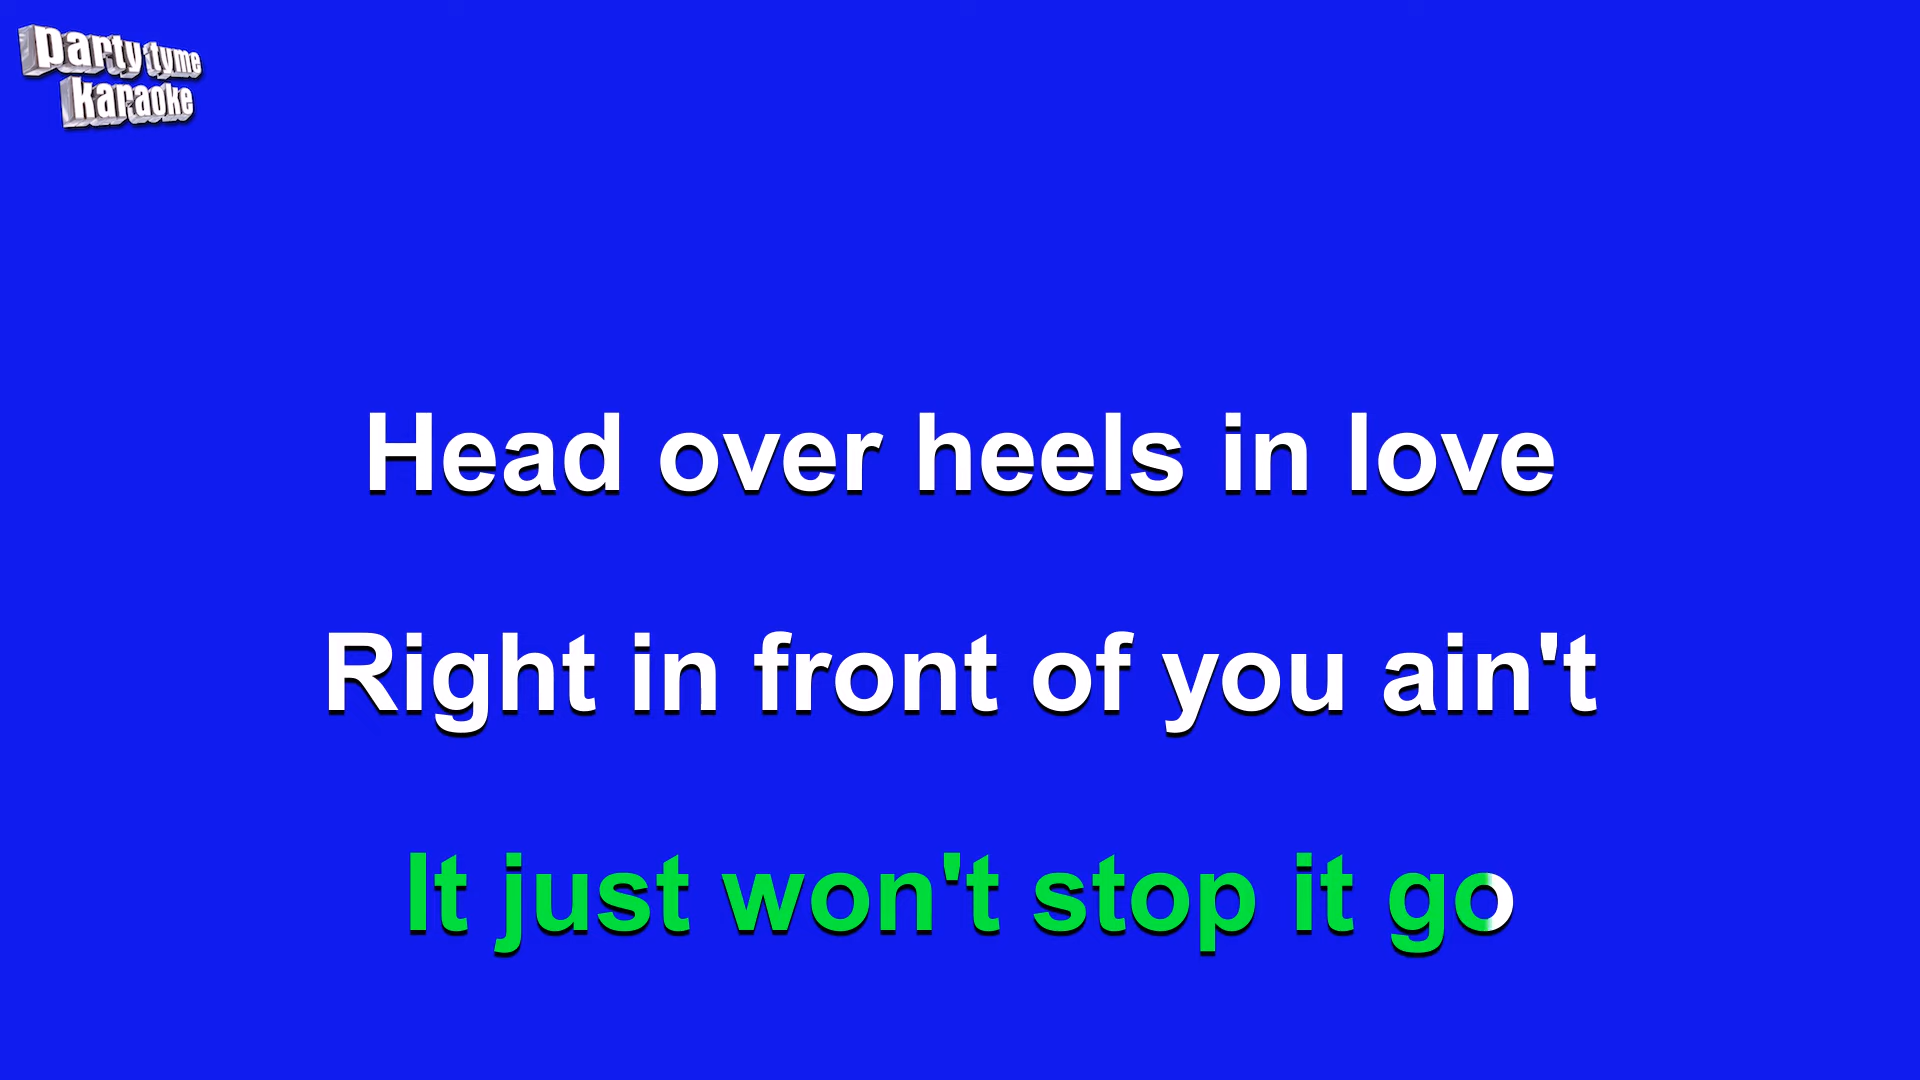 party tyme
karaoke
Head over heels in love
Right in front of you ain't
It just won't stop it go